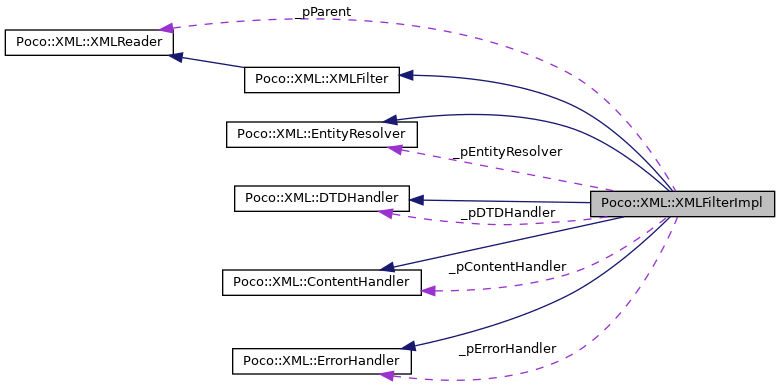 _pParent
Poco::XML::XMLReader
Poco::XML::XMLFilter
Poco::XML::EntityResolver
_pEntityResolver
Poco::XML::XMLFilterImpl
Poco::XML::DTDHandler
_pDTDHandler
_pContentHandler
Poco::XML::ContentHandler
_pErrorHandler
Poco::XML::ErrorHandler